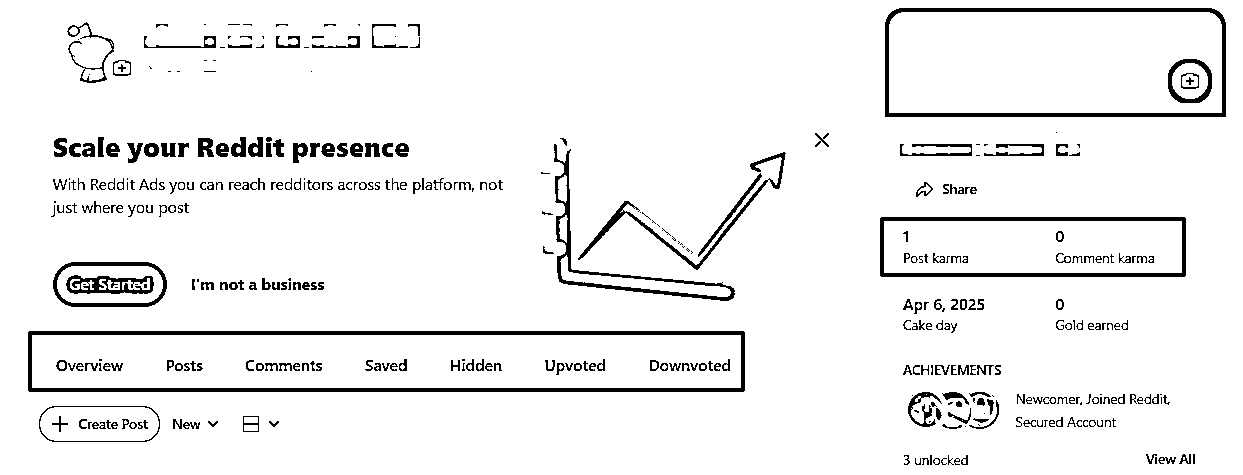 Scale your Reddit presence
With Reddit Ads you can reach redditors across the platform, not
just where you post
Get Started
I'm not a business
Overview
Posts
Comments
Saved
Hidden
Upvoted
Downvoted
Create Post
New
Share
1
0
Post karma
Comment karma
Apr 6, 2025
0
Cake day
Gold earned
ACHIEVEMENTS
Newcomer, Joined Reddit,
Secured Account
3 unlocked
View All